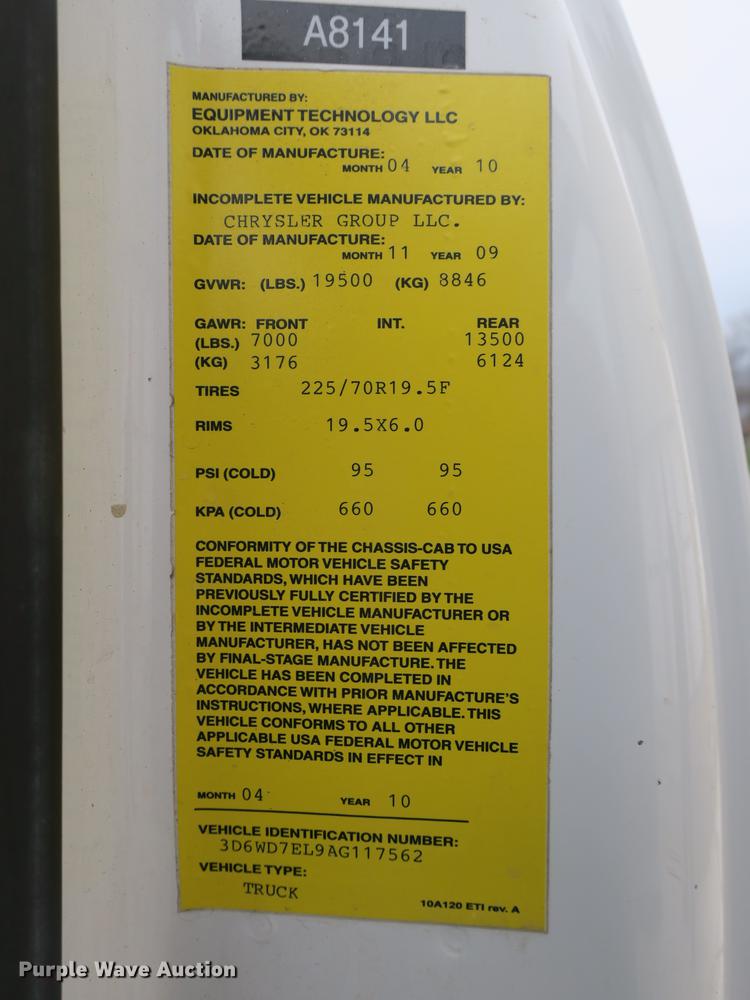 A8141
MANUFACTURED BY:
EQUIPMENT TECHNOLOGY LLC
OKLAHOMA CITY, OK 73114
DATE OF MANUFACTURE:
MONTH 04 YEAR 10
INCOMPLETE VEHICLE MANUFACTURED BY:
CHRYSLER GROUP LLC.
DATE OF MANUFACTURE:
MONTH 11 YEAR 09
GVWR: (LBS.) 19500 (KG) 8846
GAWR: FRONT INT. REAR
(LBS.) 7000 13500
(KG) 3176 6124
TIRES 225/70R19.5F
RIMS 19.5X6.0
PSI (COLD) 95 95
KPA (COLD) 660 660
CONFORMITY OF THE CHASSIS-CAB TO USA
FEDERAL MOTOR VEHICLE SAFETY
STANDARDS, WHICH HAVE BEEN
PREVIOUSLY FULLY CERTIFIED BY THE
INCOMPLETE VEHICLE MANUFACTURER OR
BY THE INTERMEDIATE VEHICLE
MANUFACTURER, HAS NOT BEEN AFFECTED
BY FINAL-STAGE MANUFACTURE. THE
VEHICLE HAS BEEN COMPLETED IN
ACCORDANCE WITH PRIOR MANUFACTURE'S
INSTRUCTIONS, WHERE APPLICABLE. THIS
VEHICLE CONFORMS TO ALL OTHER
APPLICABLE USA FEDERAL MOTOR VEHICLE
SAFETY STANDARDS IN EFFECT IN
MONTH 04 YEAR 10
VEHICLE IDENTIFICATION NUMBER:
3D6WD7EL9AG117562
VEHICLE TYPE:
TRUCK
10A120 ETI rev. A
Purple Wave Auction